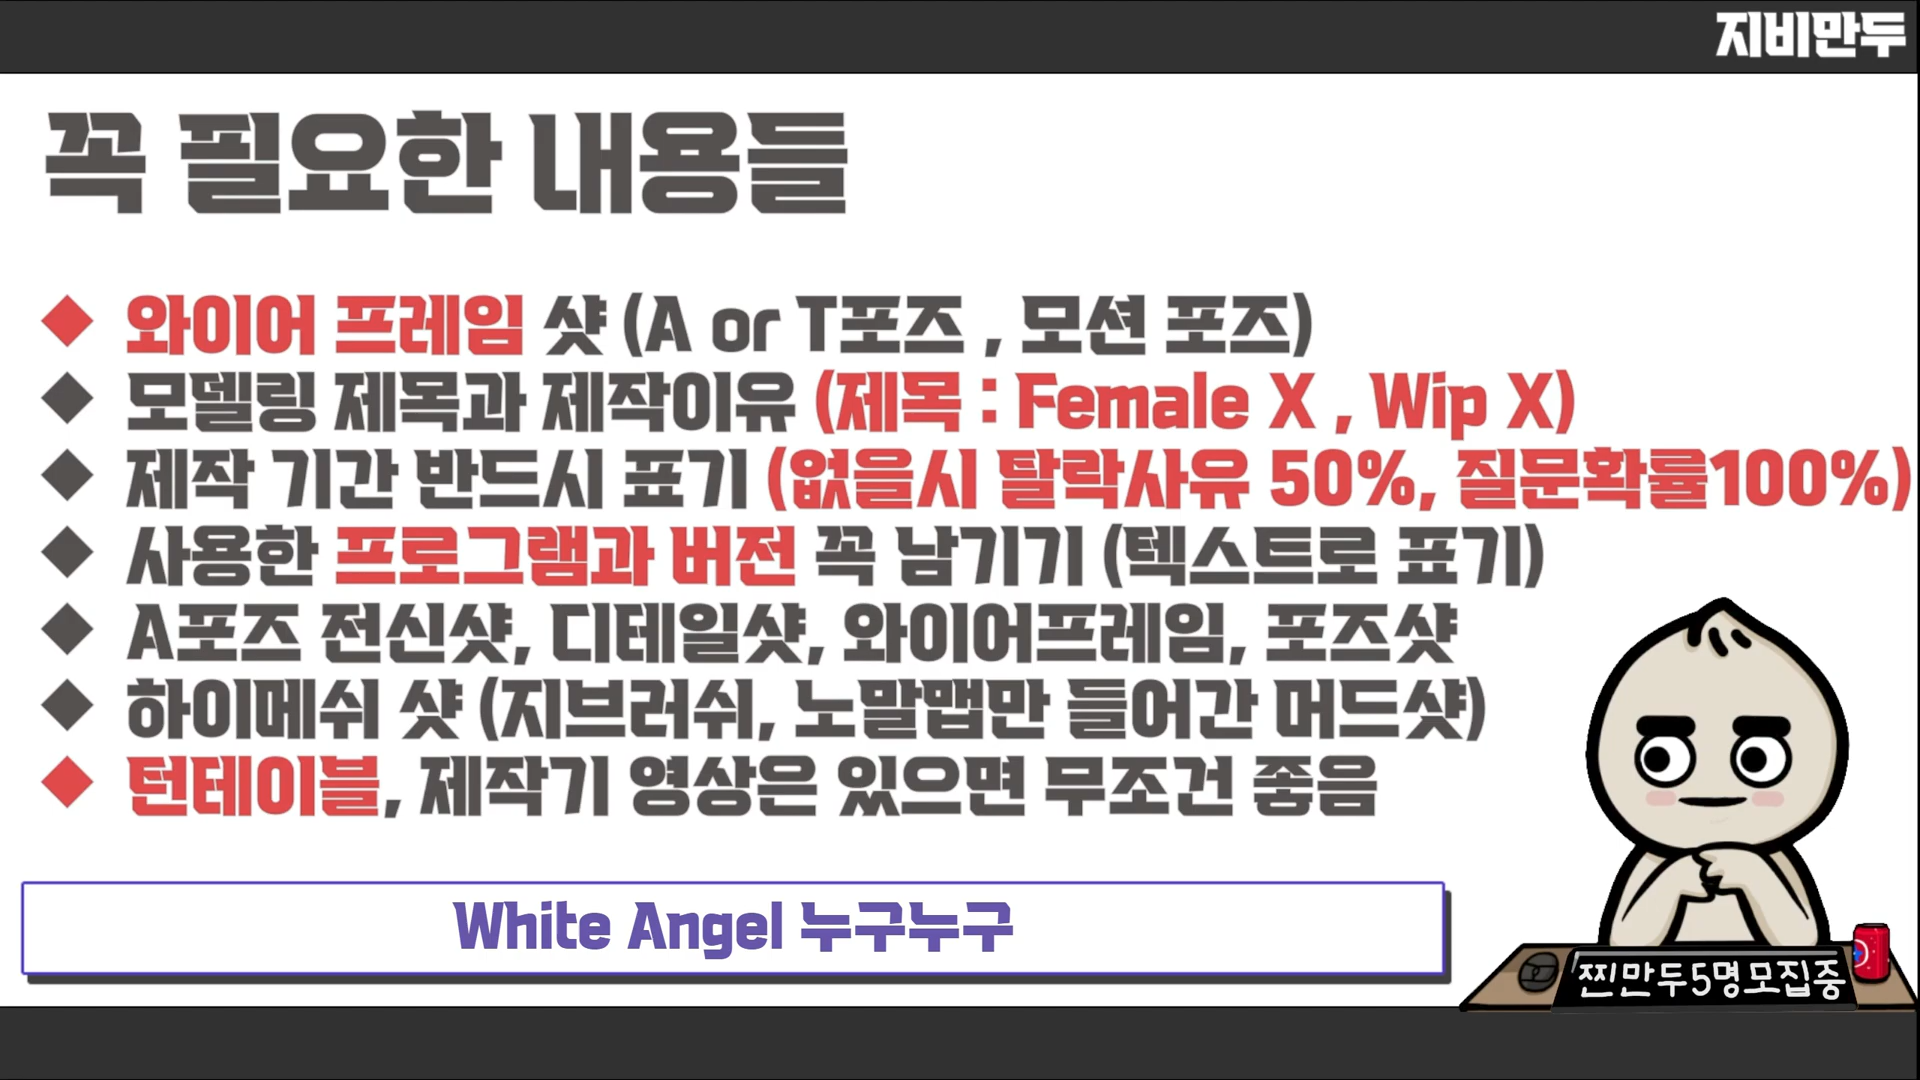 지비만두
꼭 필요한 내용들
와이어 프레임 샷 (A or T포즈 , 모션 포즈)
모델링 제목과 제작이유 (제목 : Female X , Wip X)
제작 기간 반드시 표기 (없을시 탈락사유 50%, 질문확률100%)
사용한 프로그램과 버전 꼭 남기기 (텍스트로 표기)
A포즈 전신샷, 디테일샷, 와이어프레임, 포즈샷
하이메쉬 샷 (지브러쉬, 노말맵만 들어간 머드샷)
턴테이블, 제작기 영상은 있으면 무조건 좋음
White Angel 누구누구
찐만두5명모집중